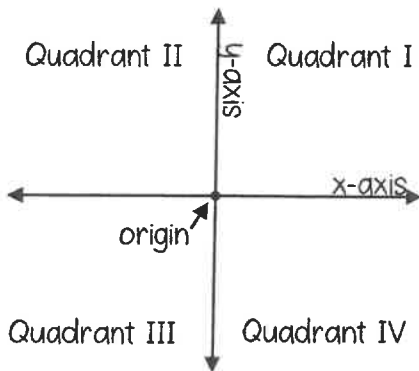 Quadrant II
Quadrant I
y-axis
x-axis
origin
Quadrant III
Quadrant IV